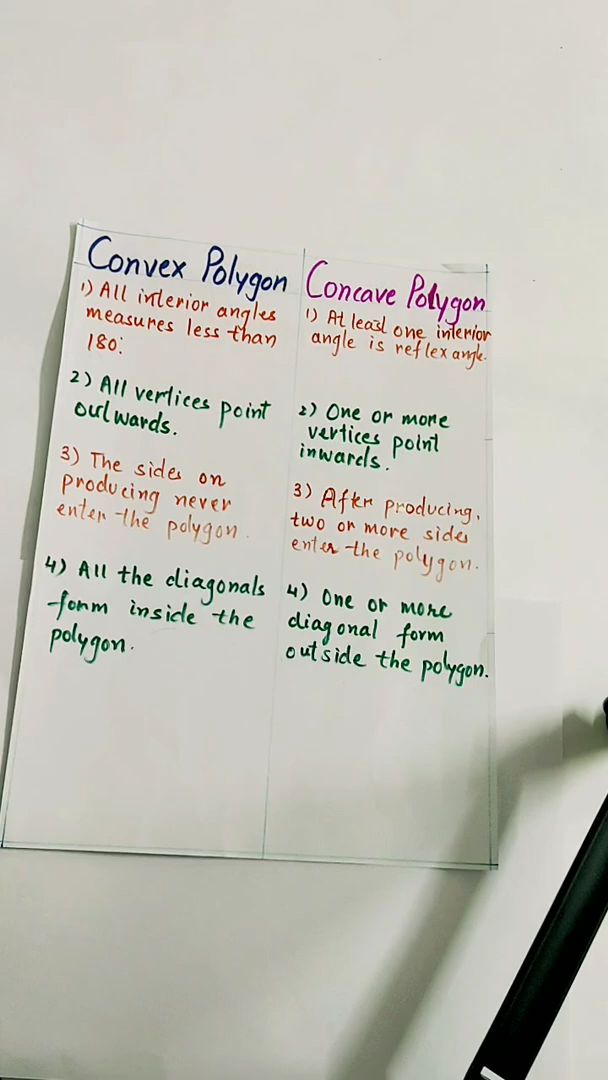 Convex Polygon
1) All interior angles
measures less than
180:
2) All vertices point
outwards.
3) The sides on
producing never
enter the polygon.
4) All the diagonals
form inside the
polygon.
Concave Polygon
1) At least one interior
angle is reflex angle.
2) One or more
vertices point
inwards.
3) After producing,
two or more sides
enter the polygon.
4) One or more
diagonal form
outside the polygon.